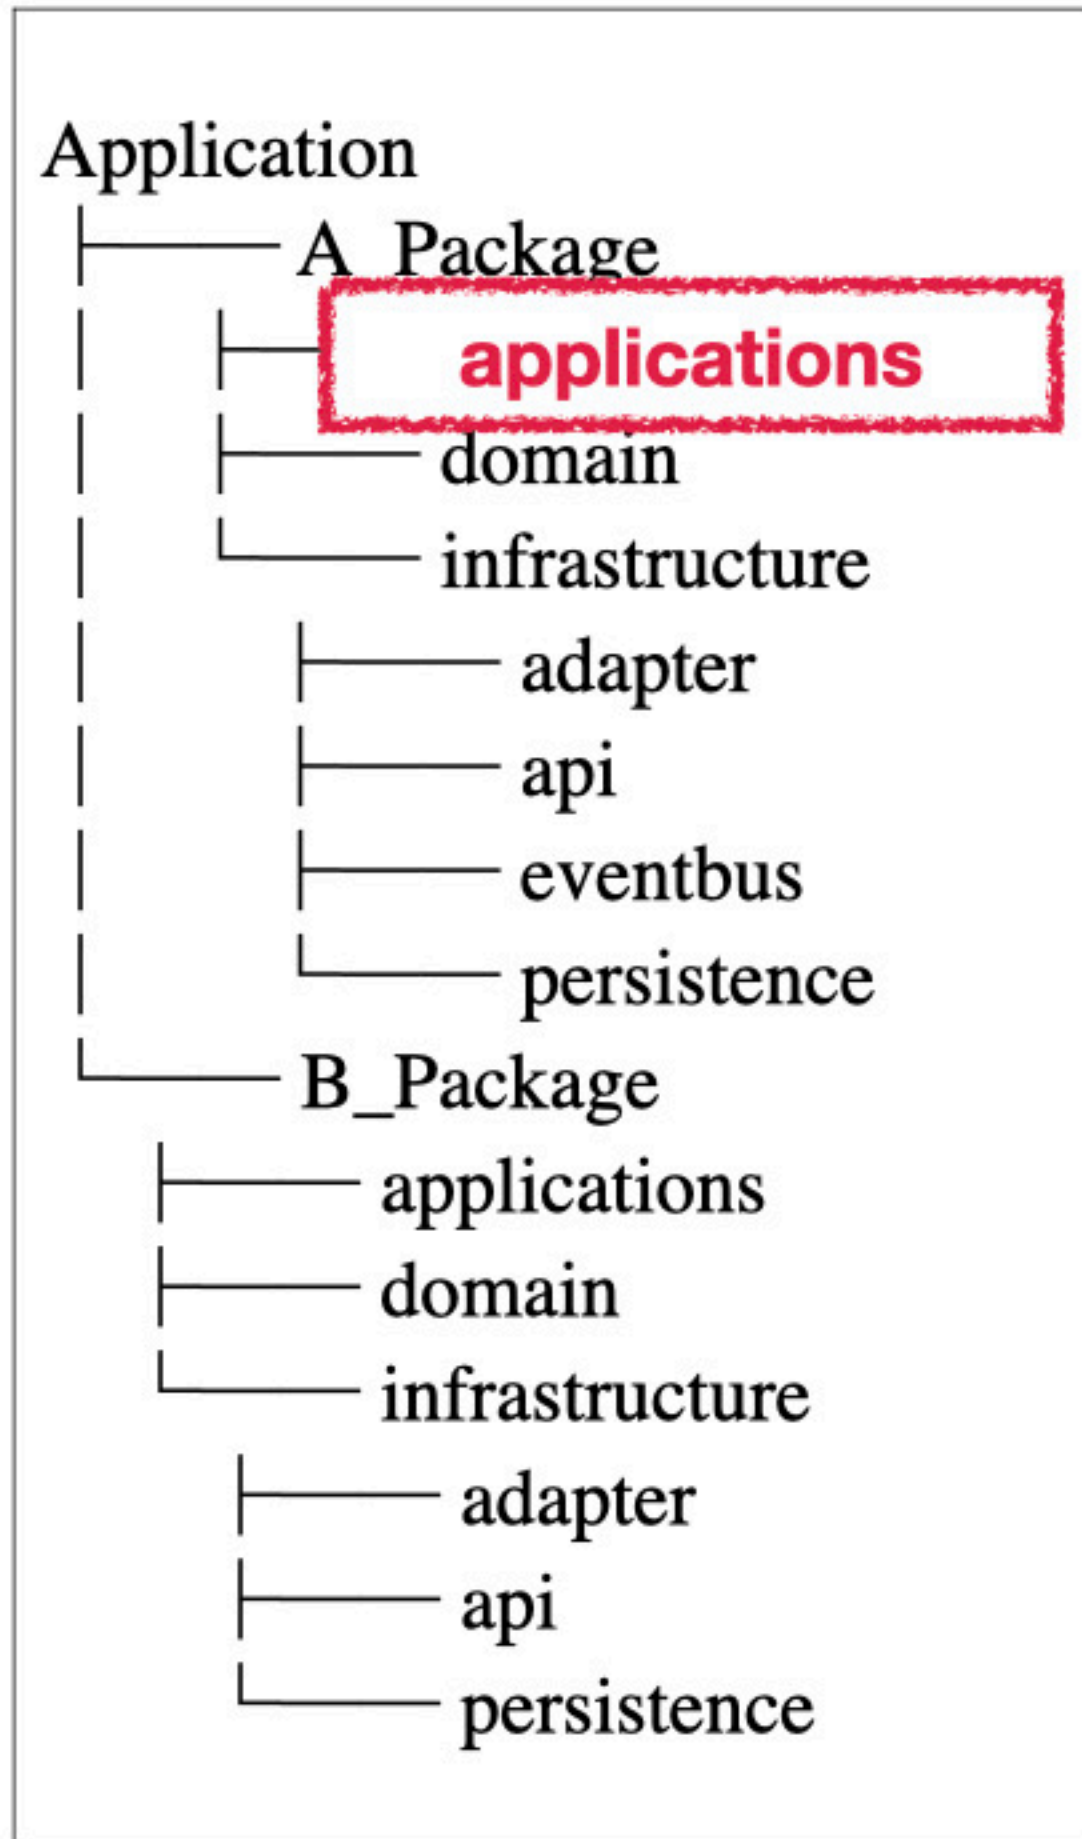 Application
A_Package
applications
domain
infrastructure
adapter
api
eventbus
persistence
B_Package
applications
domain
infrastructure
adapter
api
persistence